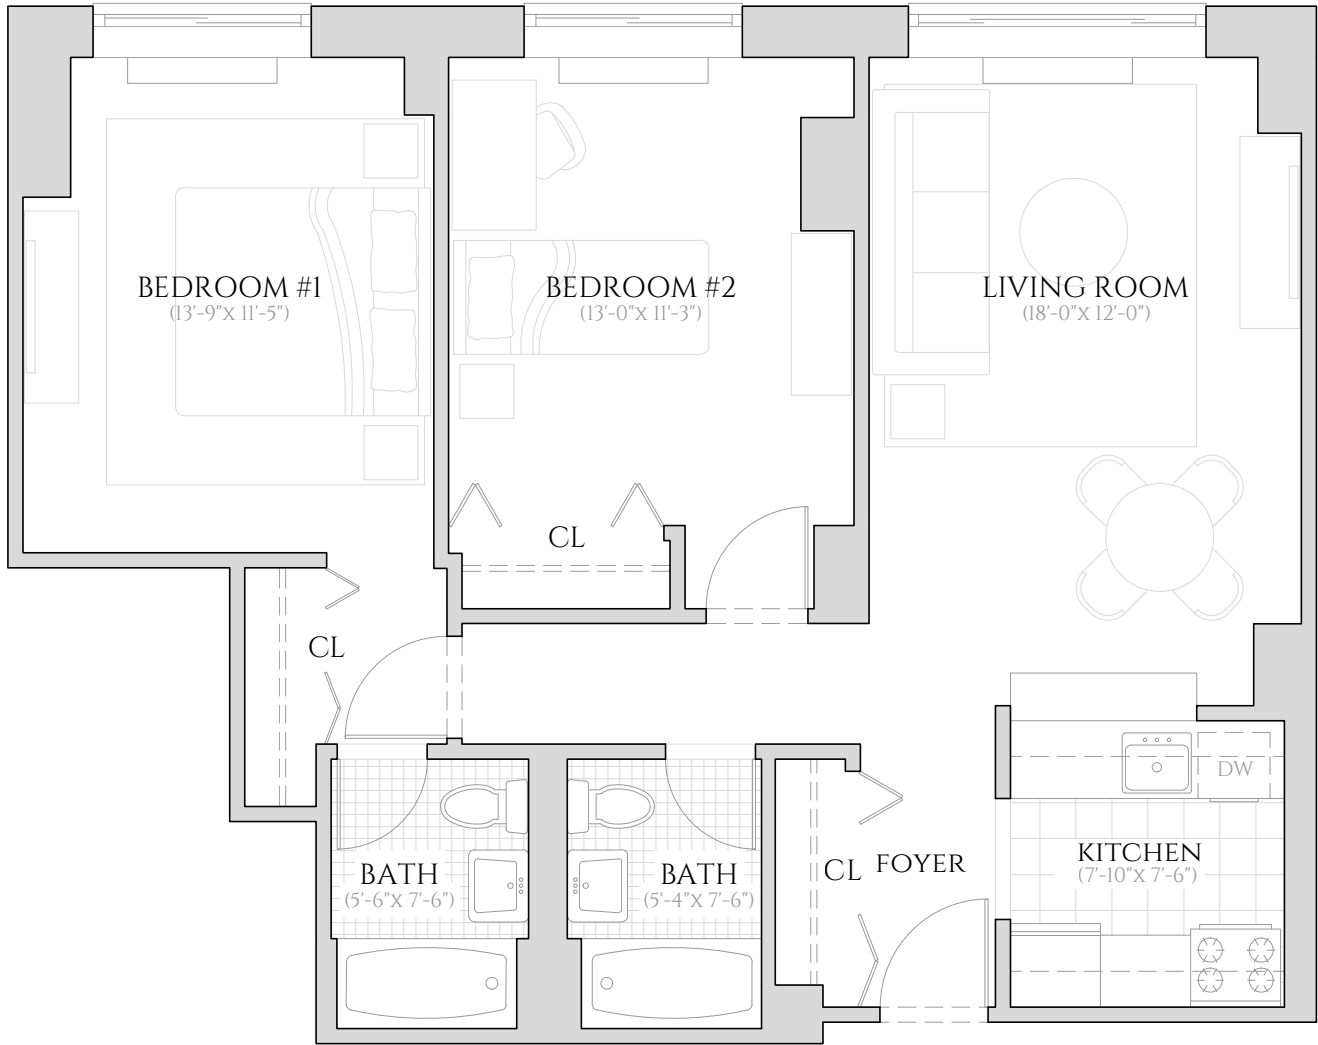 BEDROOM #1
(13'-9"X 11'-5")
BEDROOM #2
(13'-0"X 11'-3")
LIVING ROOM
(18'-0"X 12'-0")
CL
CL
DW
KITCHEN
(7'-10"X 7'-6")
BATH
(5'-6"X 7'-6")
BATH
(5'-4"X 7'-6")
CL
FOYER